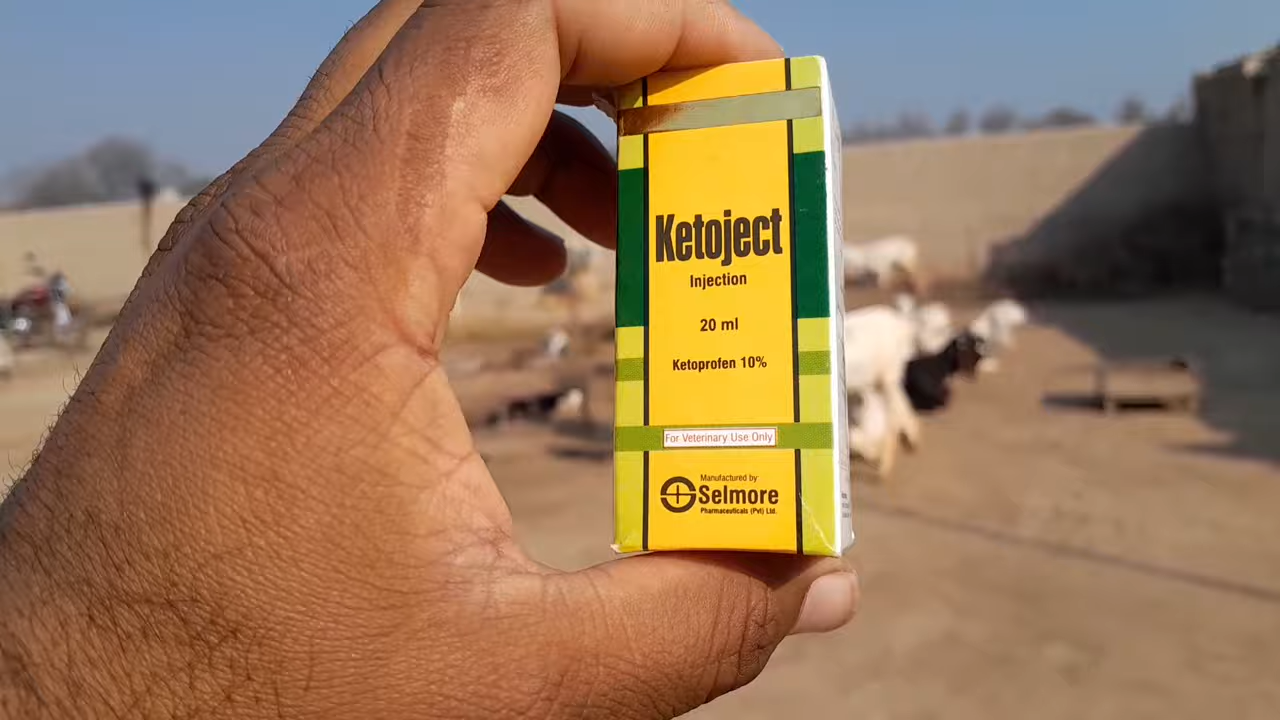 Ketoject
Injection
20 ml
Ketoprofen 10%
For Veterinary Use Only
Manufactured by
Selmore
Pharmaceuticals (Pvt) Ltd.